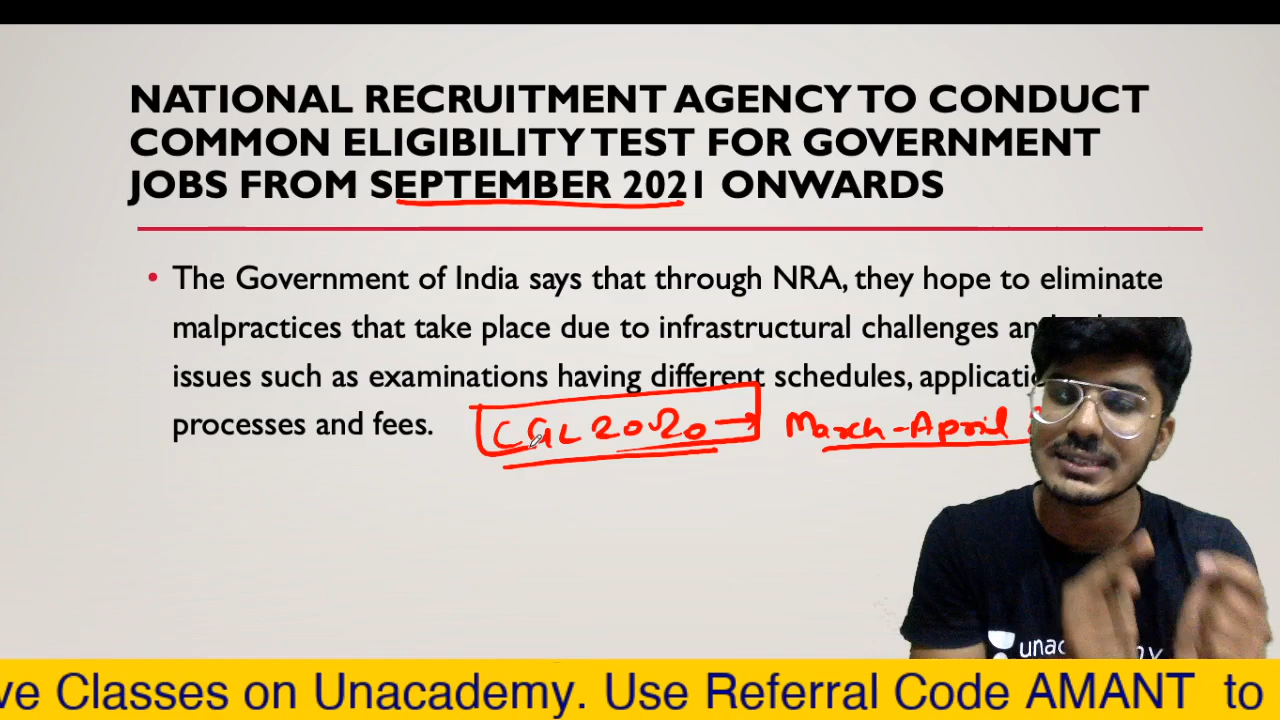 NATIONAL RECRUITMENT AGENCY TO CONDUCT
COMMON ELIGIBILITY TEST FOR GOVERNMENT
JOBS FROM SEPTEMBER 2021 ONWARDS
• The Government of India says that through NRA, they hope to eliminate
malpractices that take place due to infrastructural challenges
issues such as examinations having different schedules,
processes and fees.
CGL 2020 → March-April
ve Classes on Unacademy. Use Referral Code AMANT to